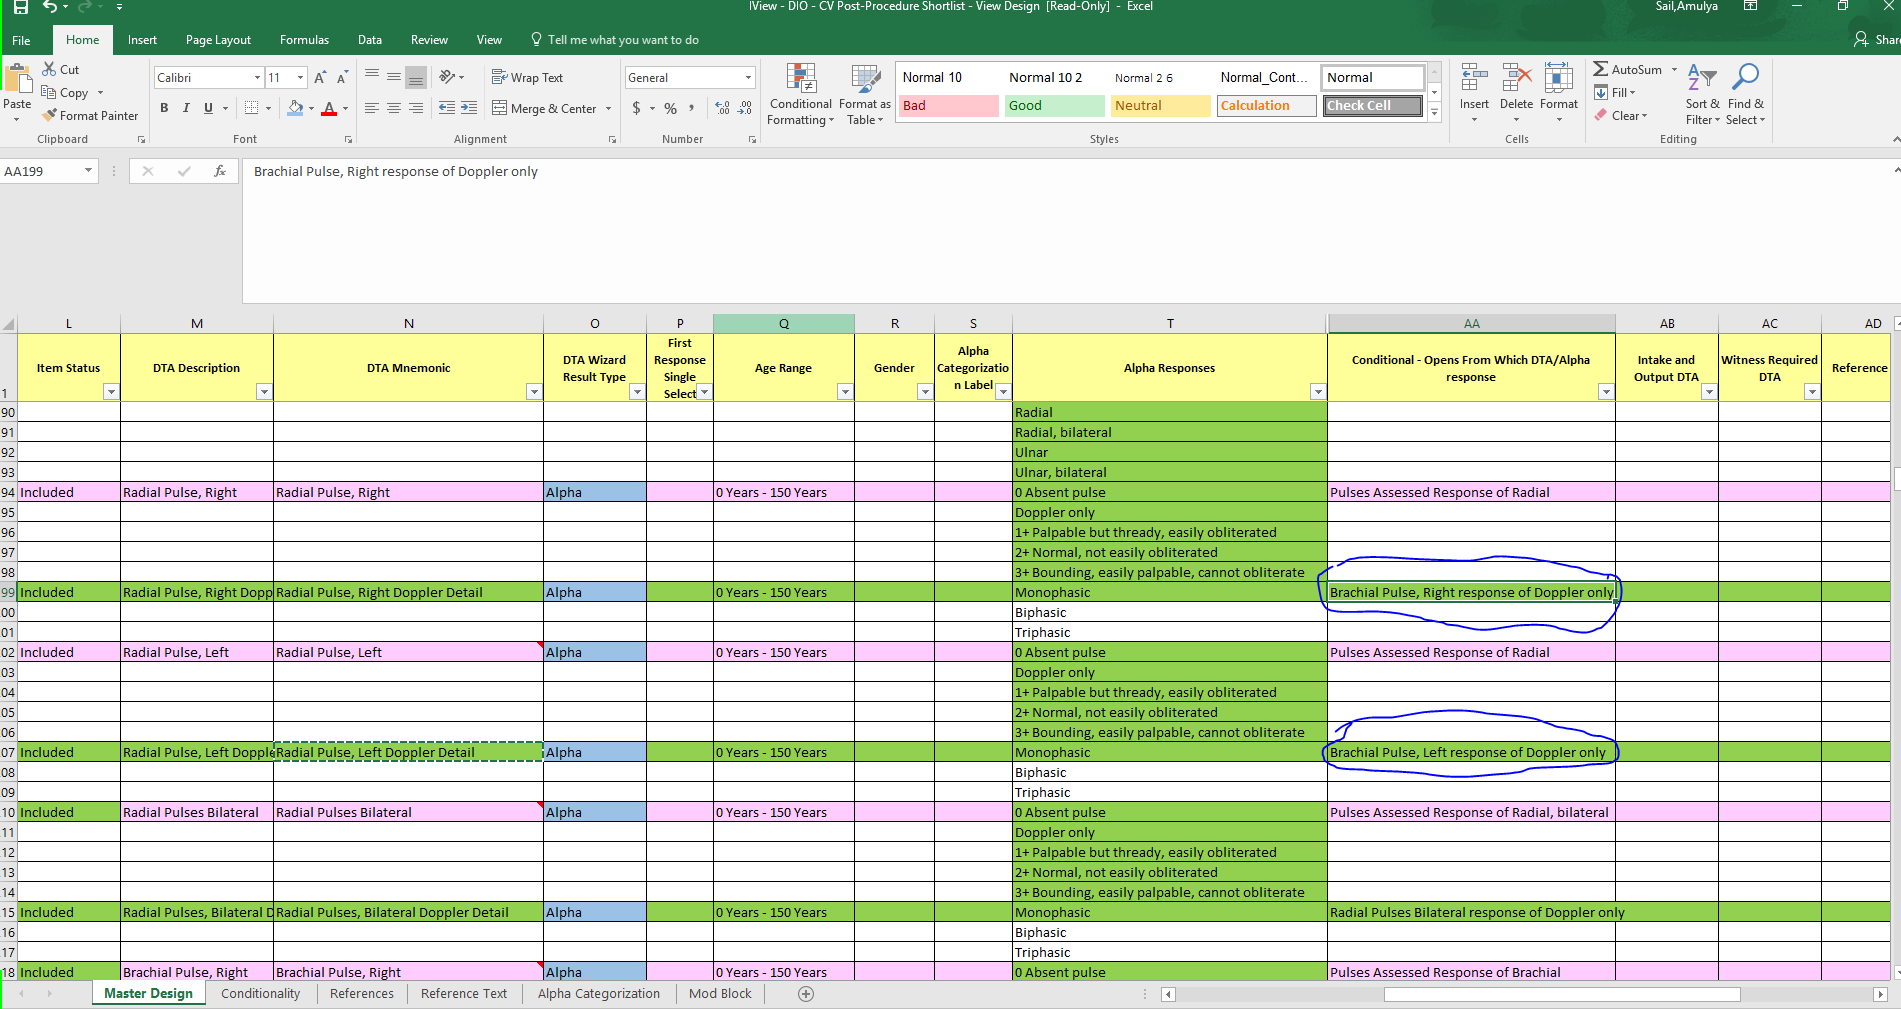 IView - DIO - CV Post-Procedure Shortlist - View Design [Read-Only] - Excel
Sail,Amulya
File Home Insert Page Layout Formulas Data Review View Tell me what you want to do
Shar
Paste
Cut
Copy
Format Painter
Clipboard
Calibri 11
A A
B I U
Font
Wrap Text
Merge & Center
Alignment
General
$ % ,
Number
Conditional Formatting
Format as Table
Normal 10 Normal 10 2 Normal 2 6 Normal_Cont... Normal
Bad Good Neutral Calculation Check Cell
Styles
Insert Delete Format
Cells
AutoSum
Fill
Clear
Sort & Filter
Find & Select
Editing
AA199
fx
Brachial Pulse, Right response of Doppler only
L M N O P Q R S T AA AB AC AD
1 Item Status DTA Description DTA Mnemonic DTA Wizard Result Type First Response Single Select Age Range Gender Alpha Categorizatio n Label Alpha Responses Conditional - Opens From Which DTA/Alpha response Intake and Output DTA Witness Required DTA Reference
90 Radial
91 Radial, bilateral
92 Ulnar
93 Ulnar, bilateral
94 Included Radial Pulse, Right Radial Pulse, Right Alpha 0 Years - 150 Years 0 Absent pulse Pulses Assessed Response of Radial
95 Doppler only
96 1+ Palpable but thready, easily obliterated
97 2+ Normal, not easily obliterated
98 3+ Bounding, easily palpable, cannot obliterate
99 Included Radial Pulse, Right Dopp Radial Pulse, Right Doppler Detail Alpha 0 Years - 150 Years Monophasic Brachial Pulse, Right response of Doppler only
00 Biphasic
01 Triphasic
02 Included Radial Pulse, Left Radial Pulse, Left Alpha 0 Years - 150 Years 0 Absent pulse Pulses Assessed Response of Radial
03 Doppler only
04 1+ Palpable but thready, easily obliterated
05 2+ Normal, not easily obliterated
06 3+ Bounding, easily palpable, cannot obliterate
07 Included Radial Pulse, Left Dopple Radial Pulse, Left Doppler Detail Alpha 0 Years - 150 Years Monophasic Brachial Pulse, Left response of Doppler only
08 Biphasic
09 Triphasic
10 Included Radial Pulses Bilateral Radial Pulses Bilateral Alpha 0 Years - 150 Years 0 Absent pulse Pulses Assessed Response of Radial, bilateral
11 Doppler only
12 1+ Palpable but thready, easily obliterated
13 2+ Normal, not easily obliterated
14 3+ Bounding, easily palpable, cannot obliterate
15 Included Radial Pulses, Bilateral D Radial Pulses, Bilateral Doppler Detail Alpha 0 Years - 150 Years Monophasic Radial Pulses Bilateral response of Doppler only
16 Biphasic
17 Triphasic
18 Included Brachial Pulse, Right Brachial Pulse, Right Alpha 0 Years - 150 Years 0 Absent pulse Pulses Assessed Response of Brachial
Master Design Conditionality References Reference Text Alpha Categorization Mod Block